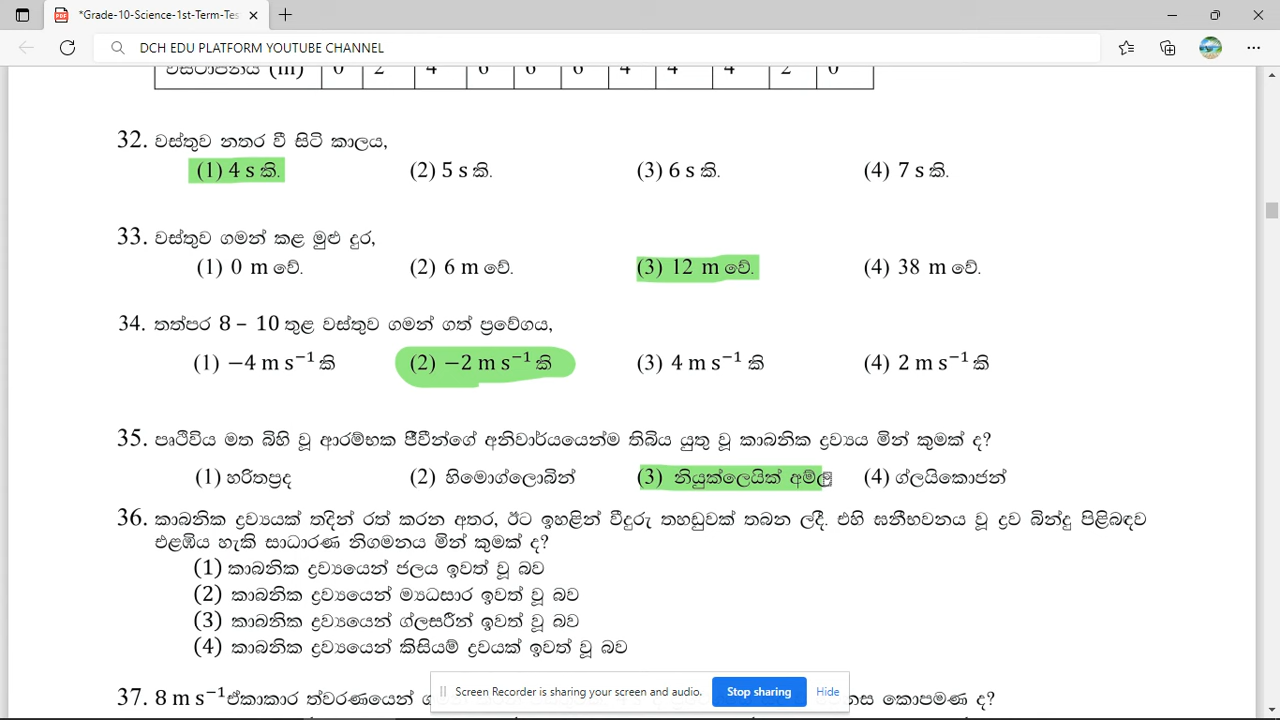 *Grade-10-Science-1st-Term-Tes
DCH EDU PLATFORM YOUTUBE CHANNEL
විස්ථාපනය (m) 0 2 4 6 6 6 4 4 4 2 0
32. වස්තුව නතර වී සිටි කාලය,
(1) 4 s කි. (2) 5 s කි. (3) 6 s කි. (4) 7 s කි.
33. වස්තුව ගමන් කළ මුළු දුර,
(1) 0 m වේ. (2) 6 m වේ. (3) 12 m වේ. (4) 38 m වේ.
34. තත්පර 8 – 10 තුළ වස්තුව ගමන් ගත් ප්‍රවේගය,
(1) −4 m s⁻¹ කි (2) −2 m s⁻¹ කි (3) 4 m s⁻¹ කි (4) 2 m s⁻¹ කි
35. පෘථිවිය මත බිහි වූ ආරම්භක ජීවීන්ගේ අනිවාර්යයෙන්ම තිබිය යුතු වූ කාබනික ද්‍රව්‍යය මින් කුමක් ද?
(1) හරිතප්‍රද (2) හිමොග්ලොබින් (3) නියුක්ලෙයික් අම්ල (4) ග්ලයිකොජන්
36. කාබනික ද්‍රව්‍යයක් තදින් රත් කරන අතර, ඊට ඉහළින් වීදුරු තහඩුවක් තබන ලදී. එහි ඝනීභවනය වූ ද්‍රව බින්දු පිළිබඳව
එළඹිය හැකි සාධාරණ නිගමනය මින් කුමක් ද?
(1) කාබනික ද්‍රව්‍යයෙන් ජලය ඉවත් වූ බව
(2) කාබනික ද්‍රව්‍යයෙන් මධ්‍යසාර ඉවත් වූ බව
(3) කාබනික ද්‍රව්‍යයෙන් ග්ලිසරීන් ඉවත් වූ බව
(4) කාබනික ද්‍රව්‍යයෙන් කිසියම් ද්‍රවයක් ඉවත් වූ බව
Screen Recorder is sharing your screen and audio. Stop sharing Hide
37. 8 m s⁻¹ ඒකාකාර ත්වරණයෙන් කොපමණ ද?